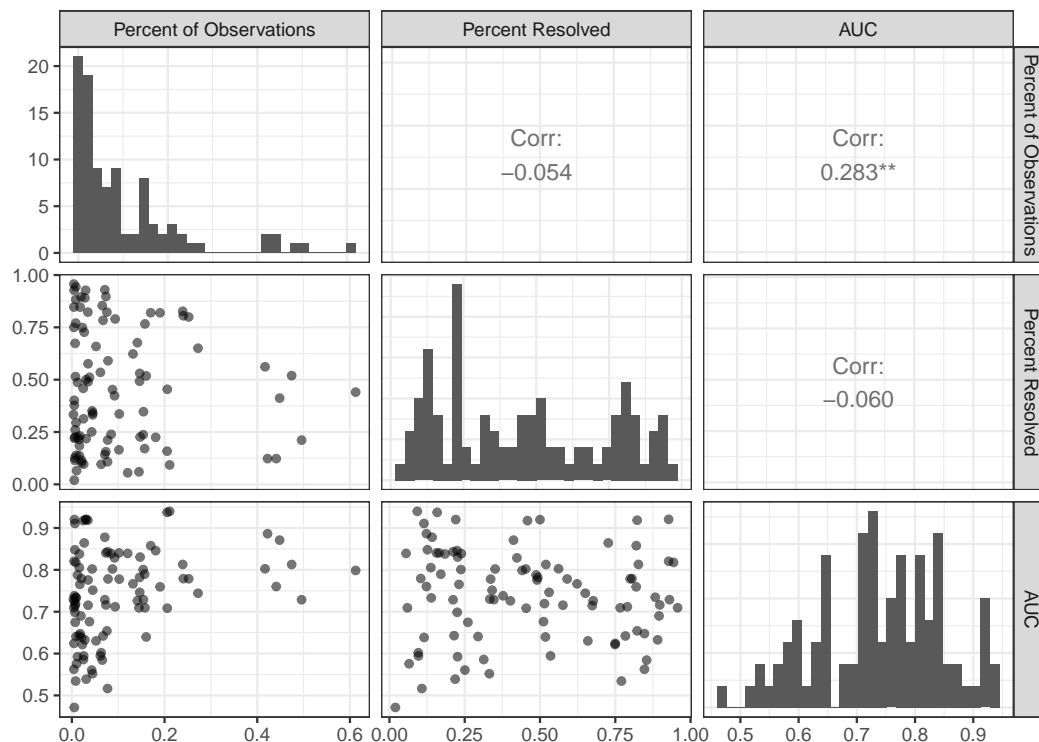 Percent of Observations
Percent Resolved
AUC
20
15
10
5
0
Corr:
−0.054
Corr:
0.283**
Percent of Observations
1.00
0.75
0.50
0.25
0.00
Corr:
−0.060
Percent Resolved
0.9
0.8
0.7
0.6
0.5
AUC
0.0 0.2 0.4 0.6
0.00 0.25 0.50 0.75 1.00
0.5 0.6 0.7 0.8 0.9